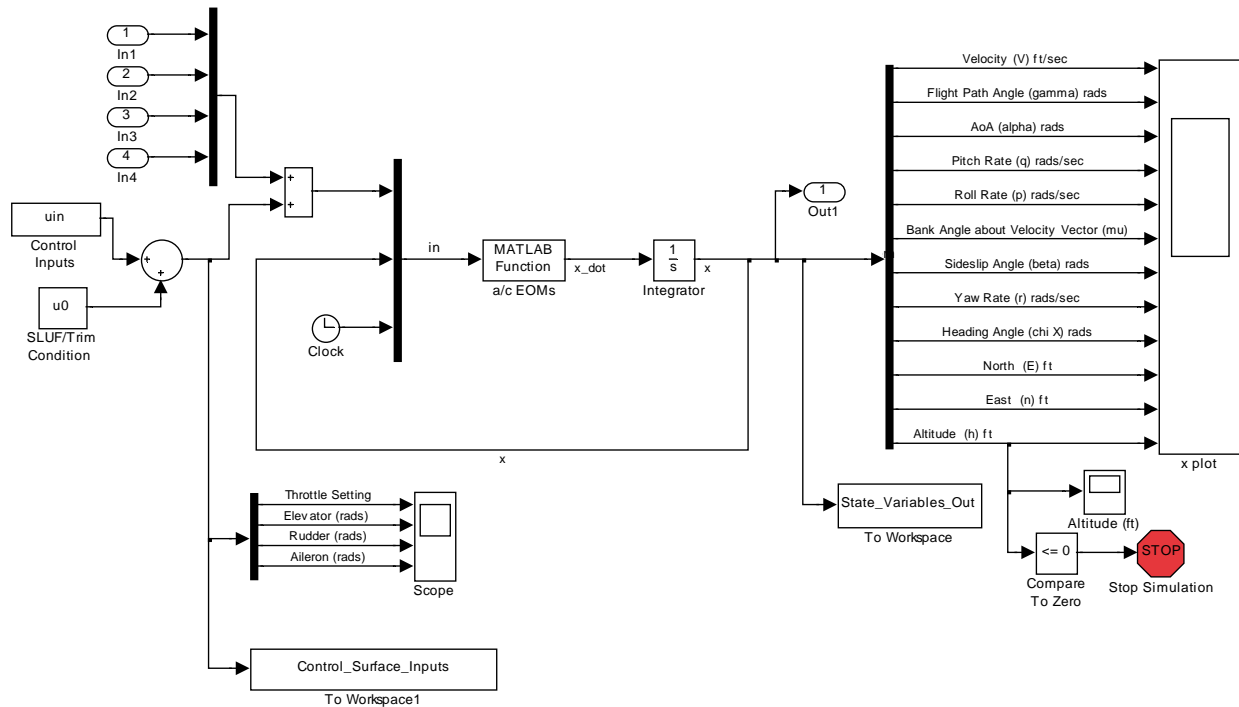 1
In1
2
In2
3
In3
4
In4
uin
Control
Inputs
u0
SLUF/Trim
Condition
+
+
+
+
Clock
in
MATLAB
Function
a/c EOMs
x_dot
1
s
Integrator
x
x
1
Out1
Velocity (V) ft/sec
Flight Path Angle (gamma) rads
AoA (alpha) rads
Pitch Rate (q) rads/sec
Roll Rate (p) rads/sec
Bank Angle about Velocity Vector (mu)
Sideslip Angle (beta) rads
Yaw Rate (r) rads/sec
Heading Angle (chi X) rads
North (E) ft
East (n) ft
Altitude (h) ft
x plot
Altitude (ft)
<= 0
Compare
To Zero
STOP
Stop Simulation
State_Variables_Out
To Workspace
Throttle Setting
Elevator (rads)
Rudder (rads)
Aileron (rads)
Scope
Control_Surface_Inputs
To Workspace1